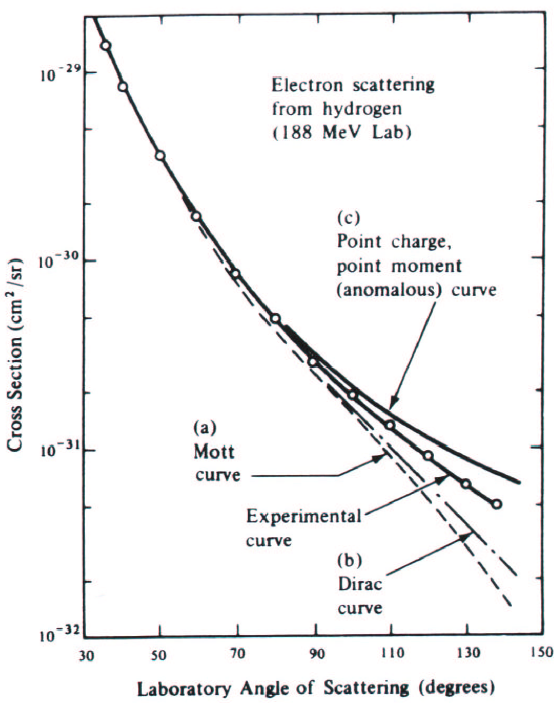 10⁻²⁹
10⁻³⁰
10⁻³¹
10⁻³²
Cross Section (cm²/sr)
Electron scattering
from hydrogen
(188 MeV Lab)
(c)
Point charge,
point moment
(anomalous) curve
(a)
Mott
curve
Experimental
curve
(b)
Dirac
curve
30 50 70 90 110 130 150
Laboratory Angle of Scattering (degrees)